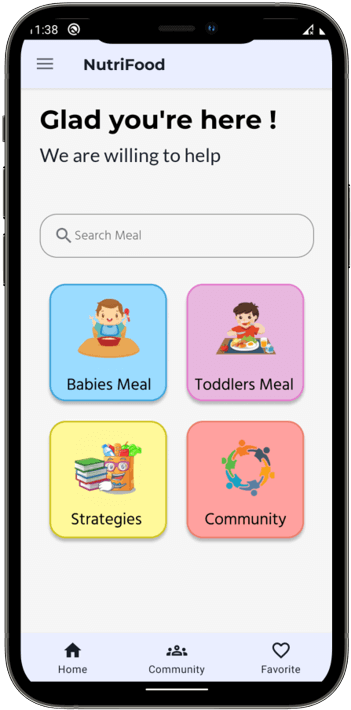 1:38
NutriFood
Glad you're here !
We are willing to help
Search Meal
Babies Meal
Toddlers Meal
Strategies
Community
Home
Community
Favorite